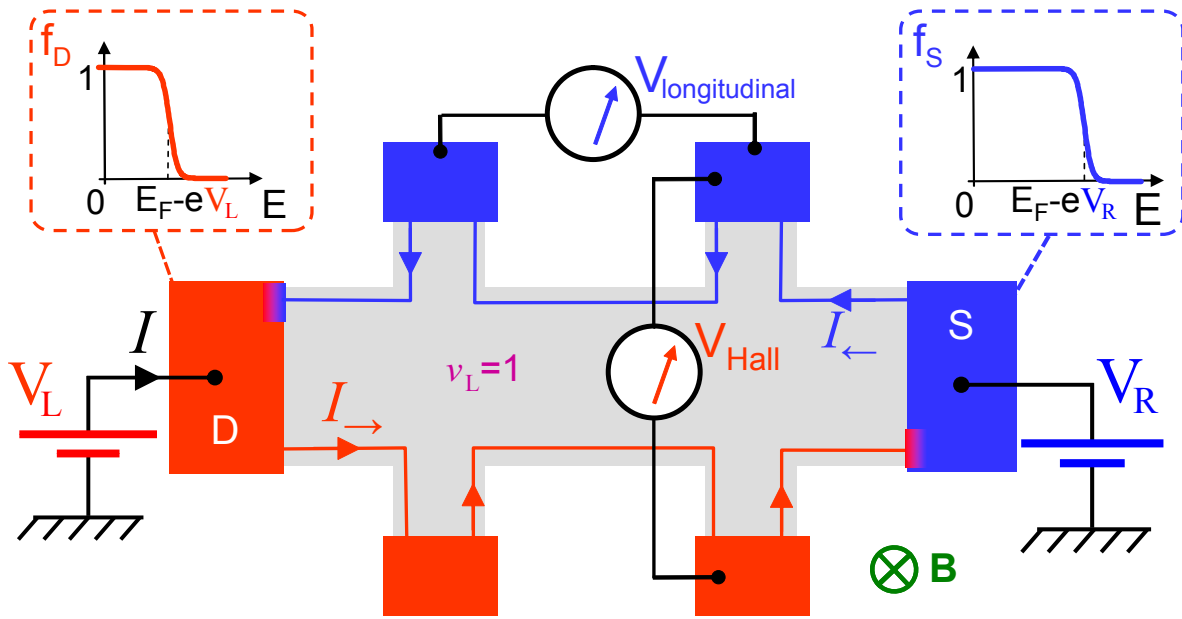 f_D
1
0
E_F-eV_L
E
V_longitudinal
f_S
1
0
E_F-eV_R
E
I
V_L
D
I_→
ν_L=1
V_Hall
I_←
S
V_R
B